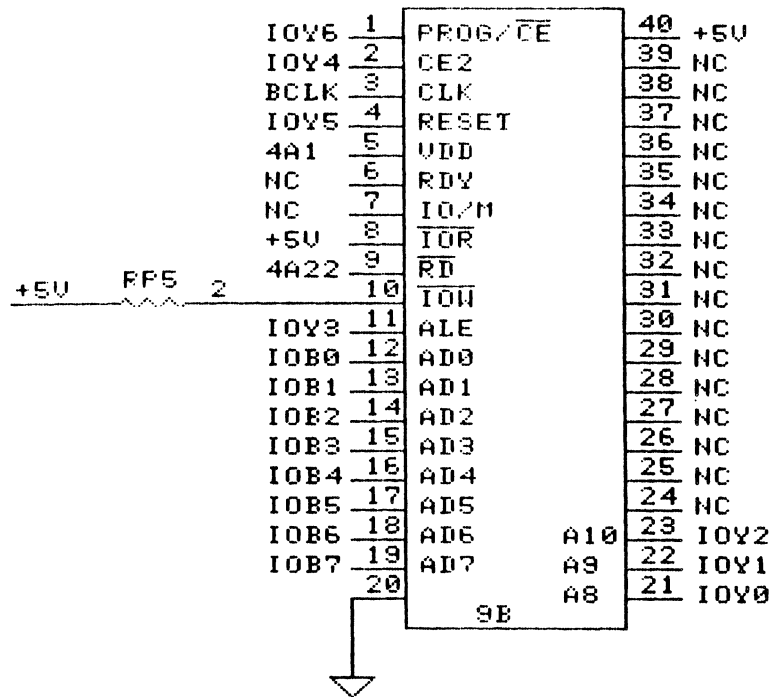 IOY6 1 PROG/CE 40 +5V
IOY4 2 CE2 39 NC
BCLK 3 CLK 38 NC
IOY5 4 RESET 37 NC
4A1 5 VDD 36 NC
NC 6 RDY 35 NC
NC 7 IO/M 34 NC
+5V 8 IOR 33 NC
4A22 9 RD 32 NC
+5V RP5 2 10 IOW 31 NC
IOY3 11 ALE 30 NC
IOB0 12 AD0 29 NC
IOB1 13 AD1 28 NC
IOB2 14 AD2 27 NC
IOB3 15 AD3 26 NC
IOB4 16 AD4 25 NC
IOB5 17 AD5 24 NC
IOB6 18 AD6 A10 23 IOY2
IOB7 19 AD7 A9 22 IOY1
20 A8 21 IOY0
9B